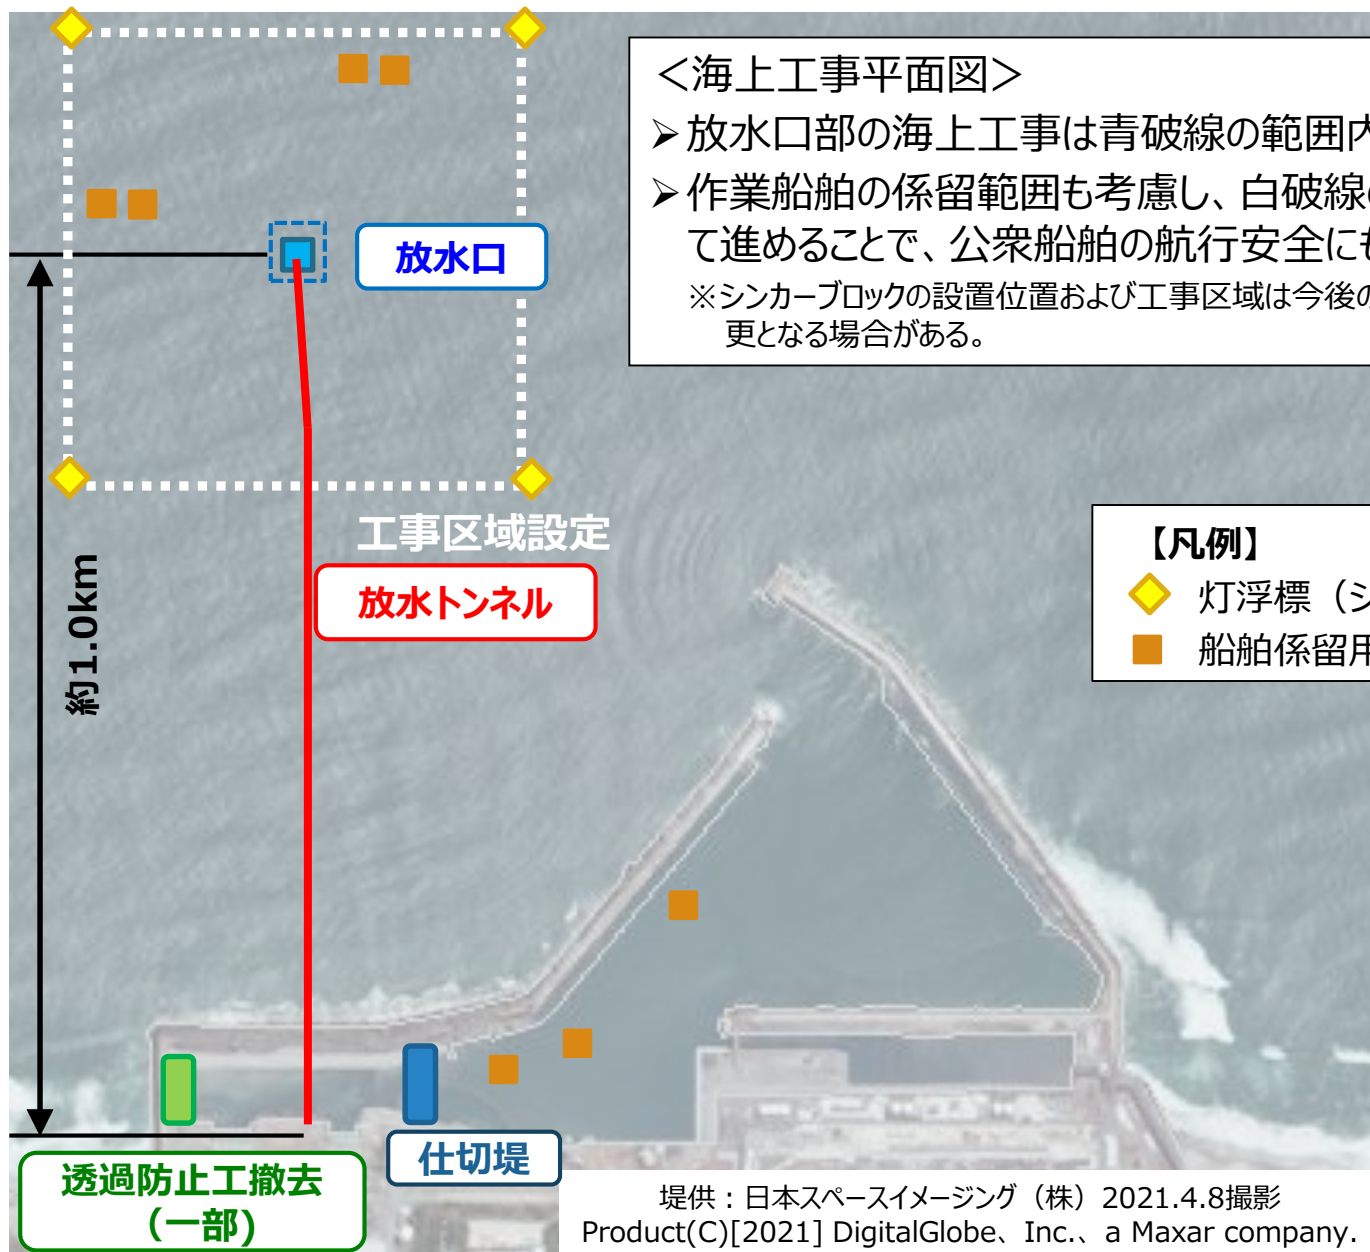 ＜海上工事平面図＞
➢放水口部の海上工事は青破線の範囲内
➢作業船舶の係留範囲も考慮し、白破線
て進めることで、公衆船舶の航行安全に
※シンカーブロックの設置位置および工事区域は今後の
更となる場合がある。
放水口
工事区域設定
放水トンネル
約1.0km
【凡例】
灯浮標（シ
船舶係留用
仕切堤
透過防止工撤去
（一部）
提供：日本スペースイメージング（株）2021.4.8撮影
Product(C)[2021] DigitalGlobe、Inc.、a Maxar company.